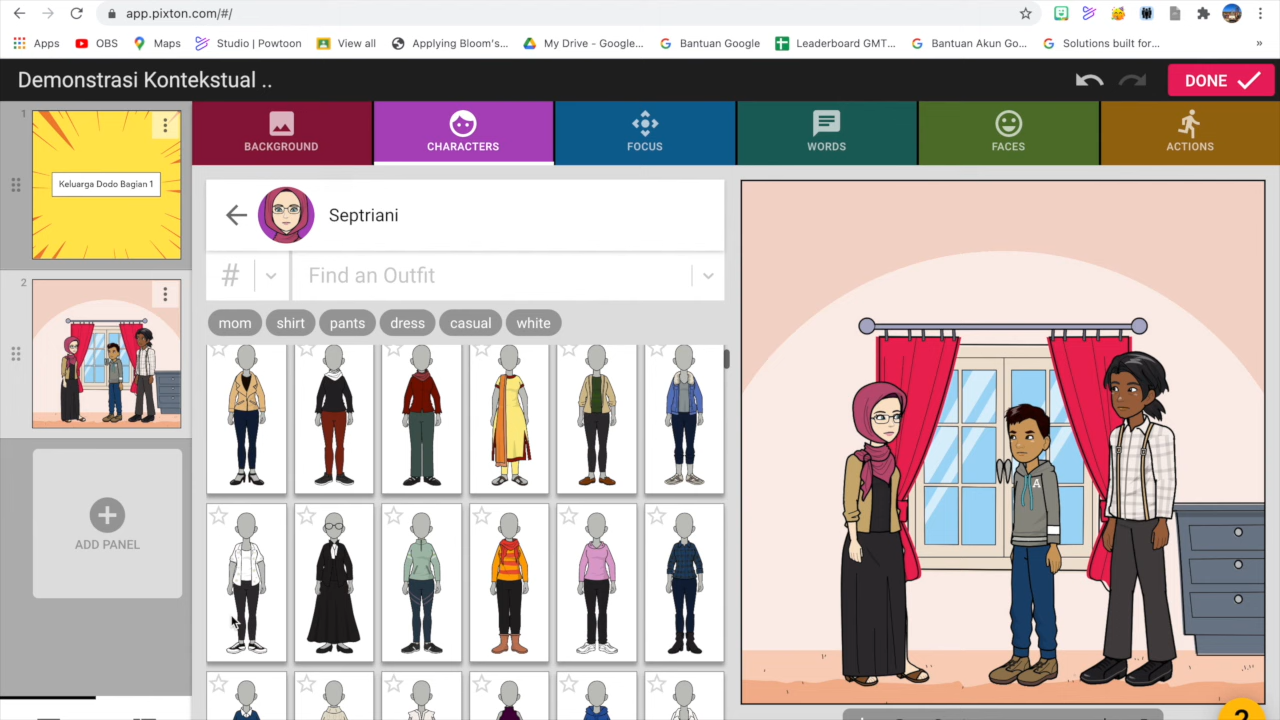 app.pixton.com/#/
Apps
OBS
Maps
Studio | Powtoon
View all
Applying Bloom's...
My Drive - Google...
Bantuan Google
Leaderboard GMT...
Bantuan Akun Go...
Solutions built for...
»
Demonstrasi Kontekstual ..
DONE
1
Keluarga Dodo Bagian 1
2
ADD PANEL
BACKGROUND
CHARACTERS
FOCUS
WORDS
FACES
ACTIONS
Septriani
#
Find an Outfit
mom
shirt
pants
dress
casual
white
A